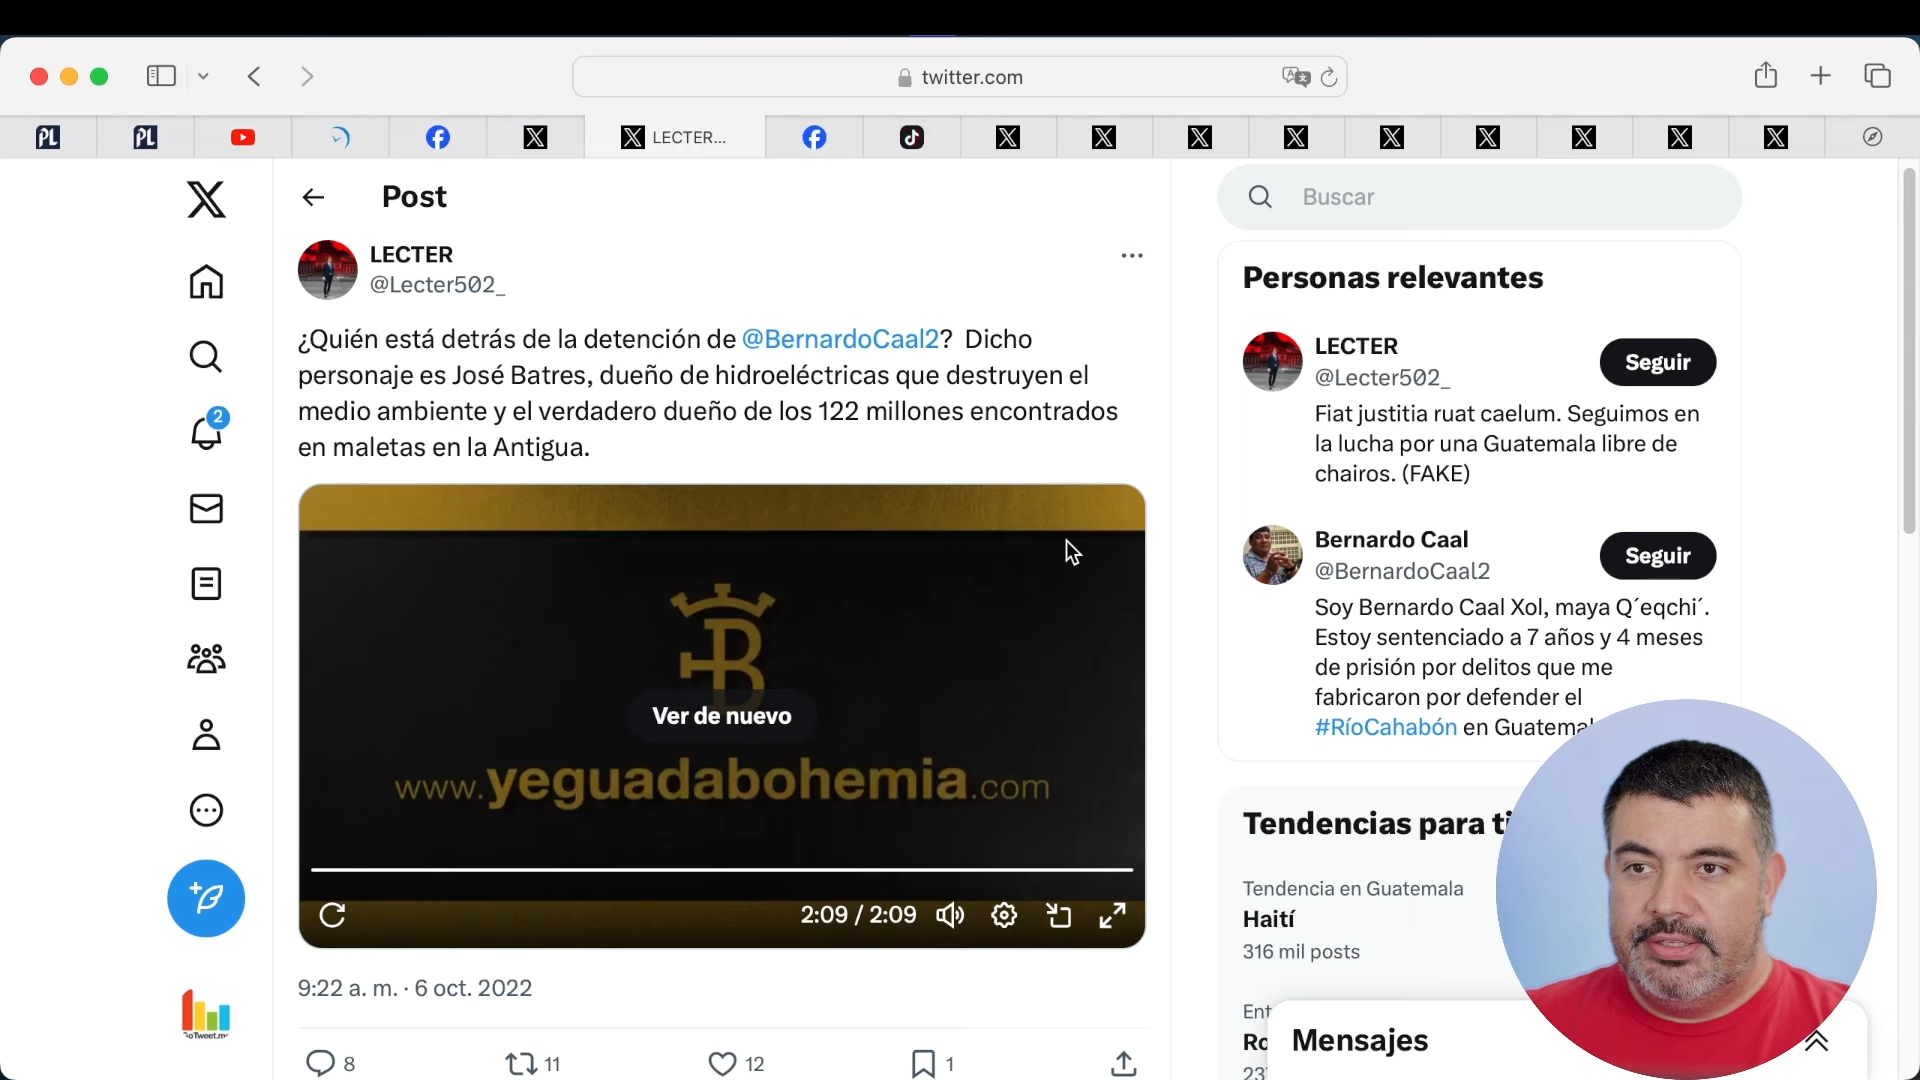 twitter.com
LECTER...
Post
Buscar
LECTER
@Lecter502_
¿Quién está detrás de la detención de @BernardoCaal2? Dicho
personaje es José Batres, dueño de hidroeléctricas que destruyen el
medio ambiente y el verdadero dueño de los 122 millones encontrados
en maletas en la Antigua.
B
Ver de nuevo
www.yeguadabohemia.com
2:09 / 2:09
9:22 a. m. · 6 oct. 2022
8
11
12
1
2
GoTweet.me
Personas relevantes
LECTER
@Lecter502_
Seguir
Fiat justitia ruat caelum. Seguimos en
la lucha por una Guatemala libre de
chairos. (FAKE)
Bernardo Caal
@BernardoCaal2
Seguir
Soy Bernardo Caal Xol, maya Q´eqchi´.
Estoy sentenciado a 7 años y 4 meses
de prisión por delitos que me
fabricaron por defender el
#RíoCahabón en
Tendencias para
Tendencia en Guatemala
Haití
316 mil posts
Mensajes